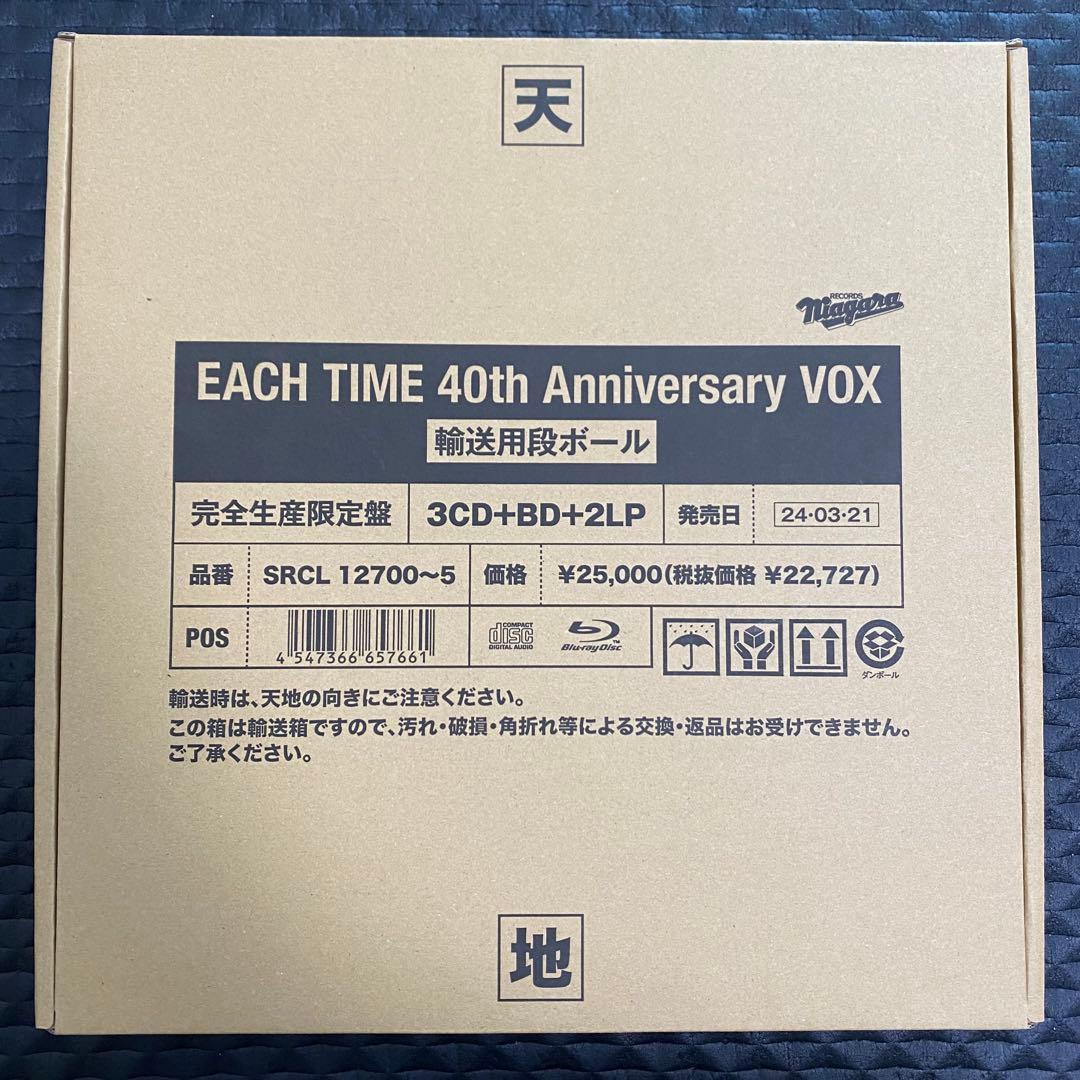 天
RECORDS
Niagara
EACH TIME 40th Anniversary VOX
輸送用段ボール
完全生産限定盤 3CD+BD+2LP 発売日 24・03・21
品番 SRCL 12700〜5 価格 ¥25,000(税抜価格 ¥22,727)
POS 4 547366 657661 COMPACT disc DIGITAL AUDIO Blu-ray Disc™ ダンボール
輸送時は、天地の向きにご注意ください。
この箱は輸送箱ですので、汚れ・破損・角折れ等による交換・返品はお受けできません。
ご了承ください。
地